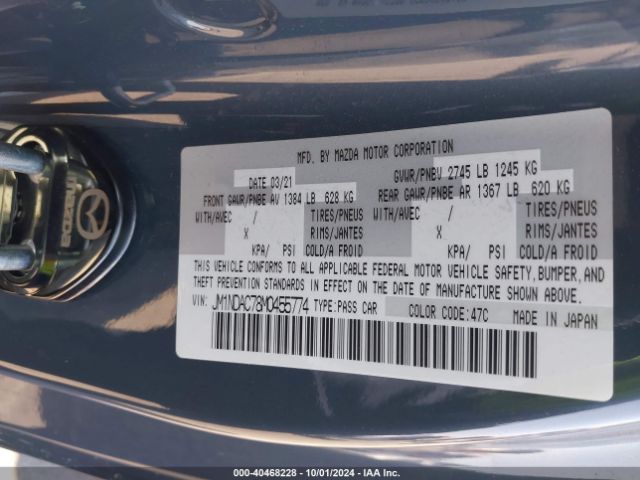 MFD. BY MAZDA MOTOR CORPORATION
DATE 03/21 GVWR/PNBV 2745 LB 1245 KG
FRONT GAWR/PNBE AV 1384 LB 628 KG REAR GAWR/PNBE AR 1367 LB 620 KG
WITH/AVEC / TIRES/PNEUS WITH/AVEC / TIRES/PNEUS
X RIMS/JANTES X RIMS/JANTES
KPA/ PSI COLD/A FROID KPA/ PSI COLD/A FROID
THIS VEHICLE CONFORMS TO ALL APPLICABLE FEDERAL MOTOR VEHICLE SAFETY, BUMPER, AND
THEFT PREVENTION STANDARDS IN EFFECT ON THE DATE OF MANUFACTURE SHOWN ABOVE.
VIN: JM1NDAC78M0455774 TYPE:PASS CAR COLOR CODE:47C MADE IN JAPAN
mazda
000-40468228 - 10/01/2024 - IAA Inc.